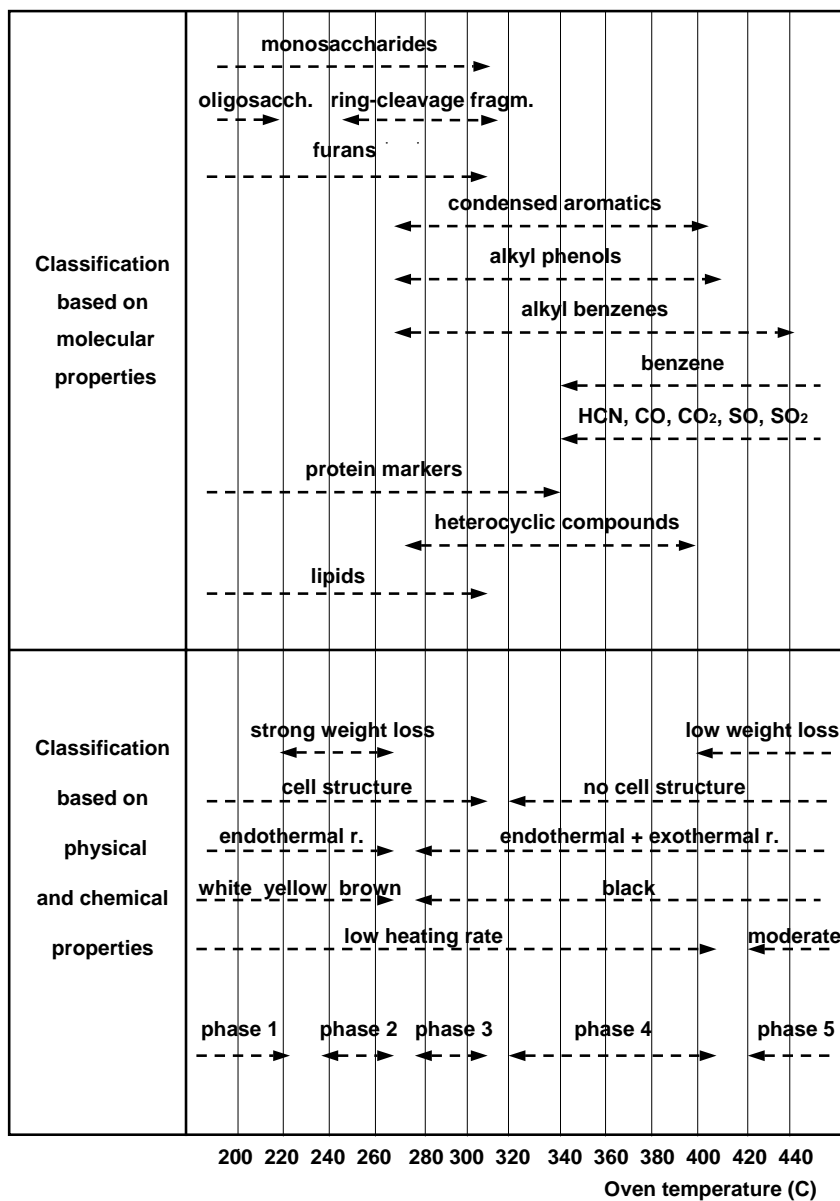 monosaccharides
oligosacch. ring-cleavage fragm.
furans
condensed aromatics
alkyl phenols
alkyl benzenes
benzene
HCN, CO, CO₂, SO, SO₂
protein markers
heterocyclic compounds
lipids
Classification
based on
molecular
properties
strong weight loss low weight loss
cell structure no cell structure
endothermal r. endothermal + exothermal r.
white yellow brown black
low heating rate moderate
Classification
based on
physical
and chemical
properties
phase 1 phase 2 phase 3 phase 4 phase 5
200 220 240 260 280 300 320 340 360 380 400 420 440
Oven temperature (C)